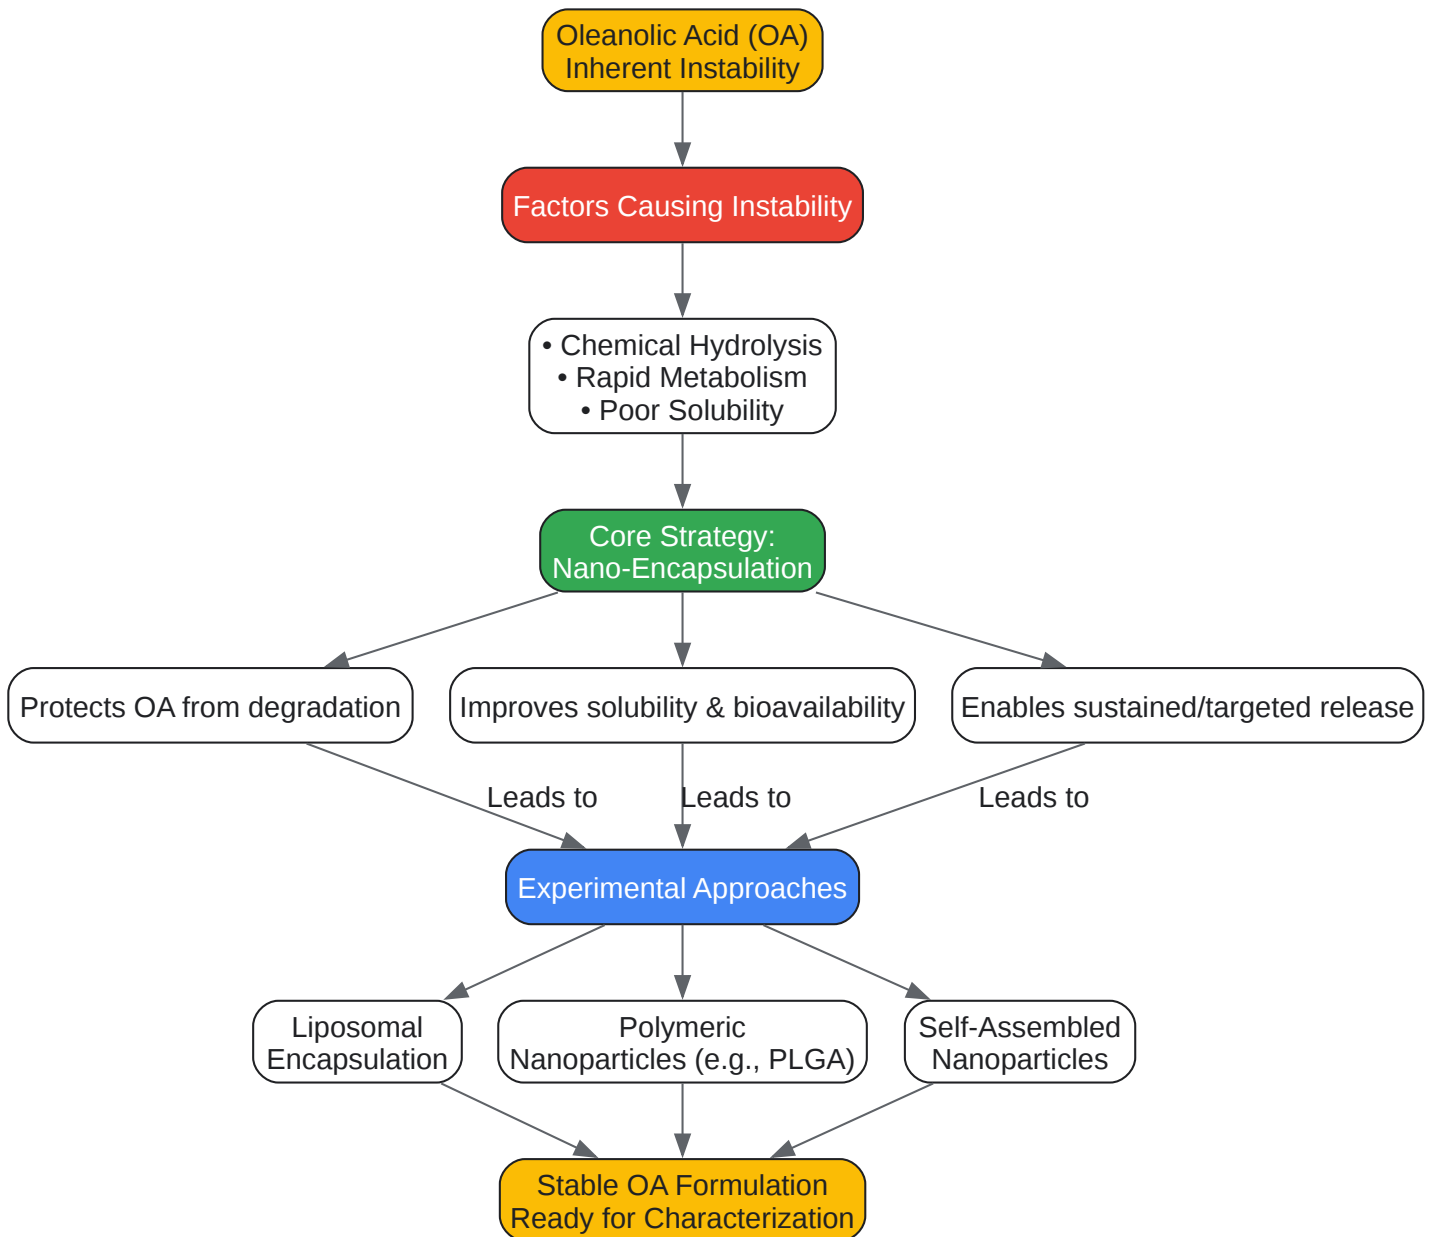 Oleanolic Acid (OA)
Inherent Instability
Factors Causing Instability
• Chemical Hydrolysis
• Rapid Metabolism
• Poor Solubility
Core Strategy:
Nano-Encapsulation
Protects OA from degradation
Improves solubility & bioavailability
Enables sustained/targeted release
Leads to
Leads to
Leads to
Experimental Approaches
Liposomal
Encapsulation
Polymeric
Nanoparticles (e.g., PLGA)
Self-Assembled
Nanoparticles
Stable OA Formulation
Ready for Characterization